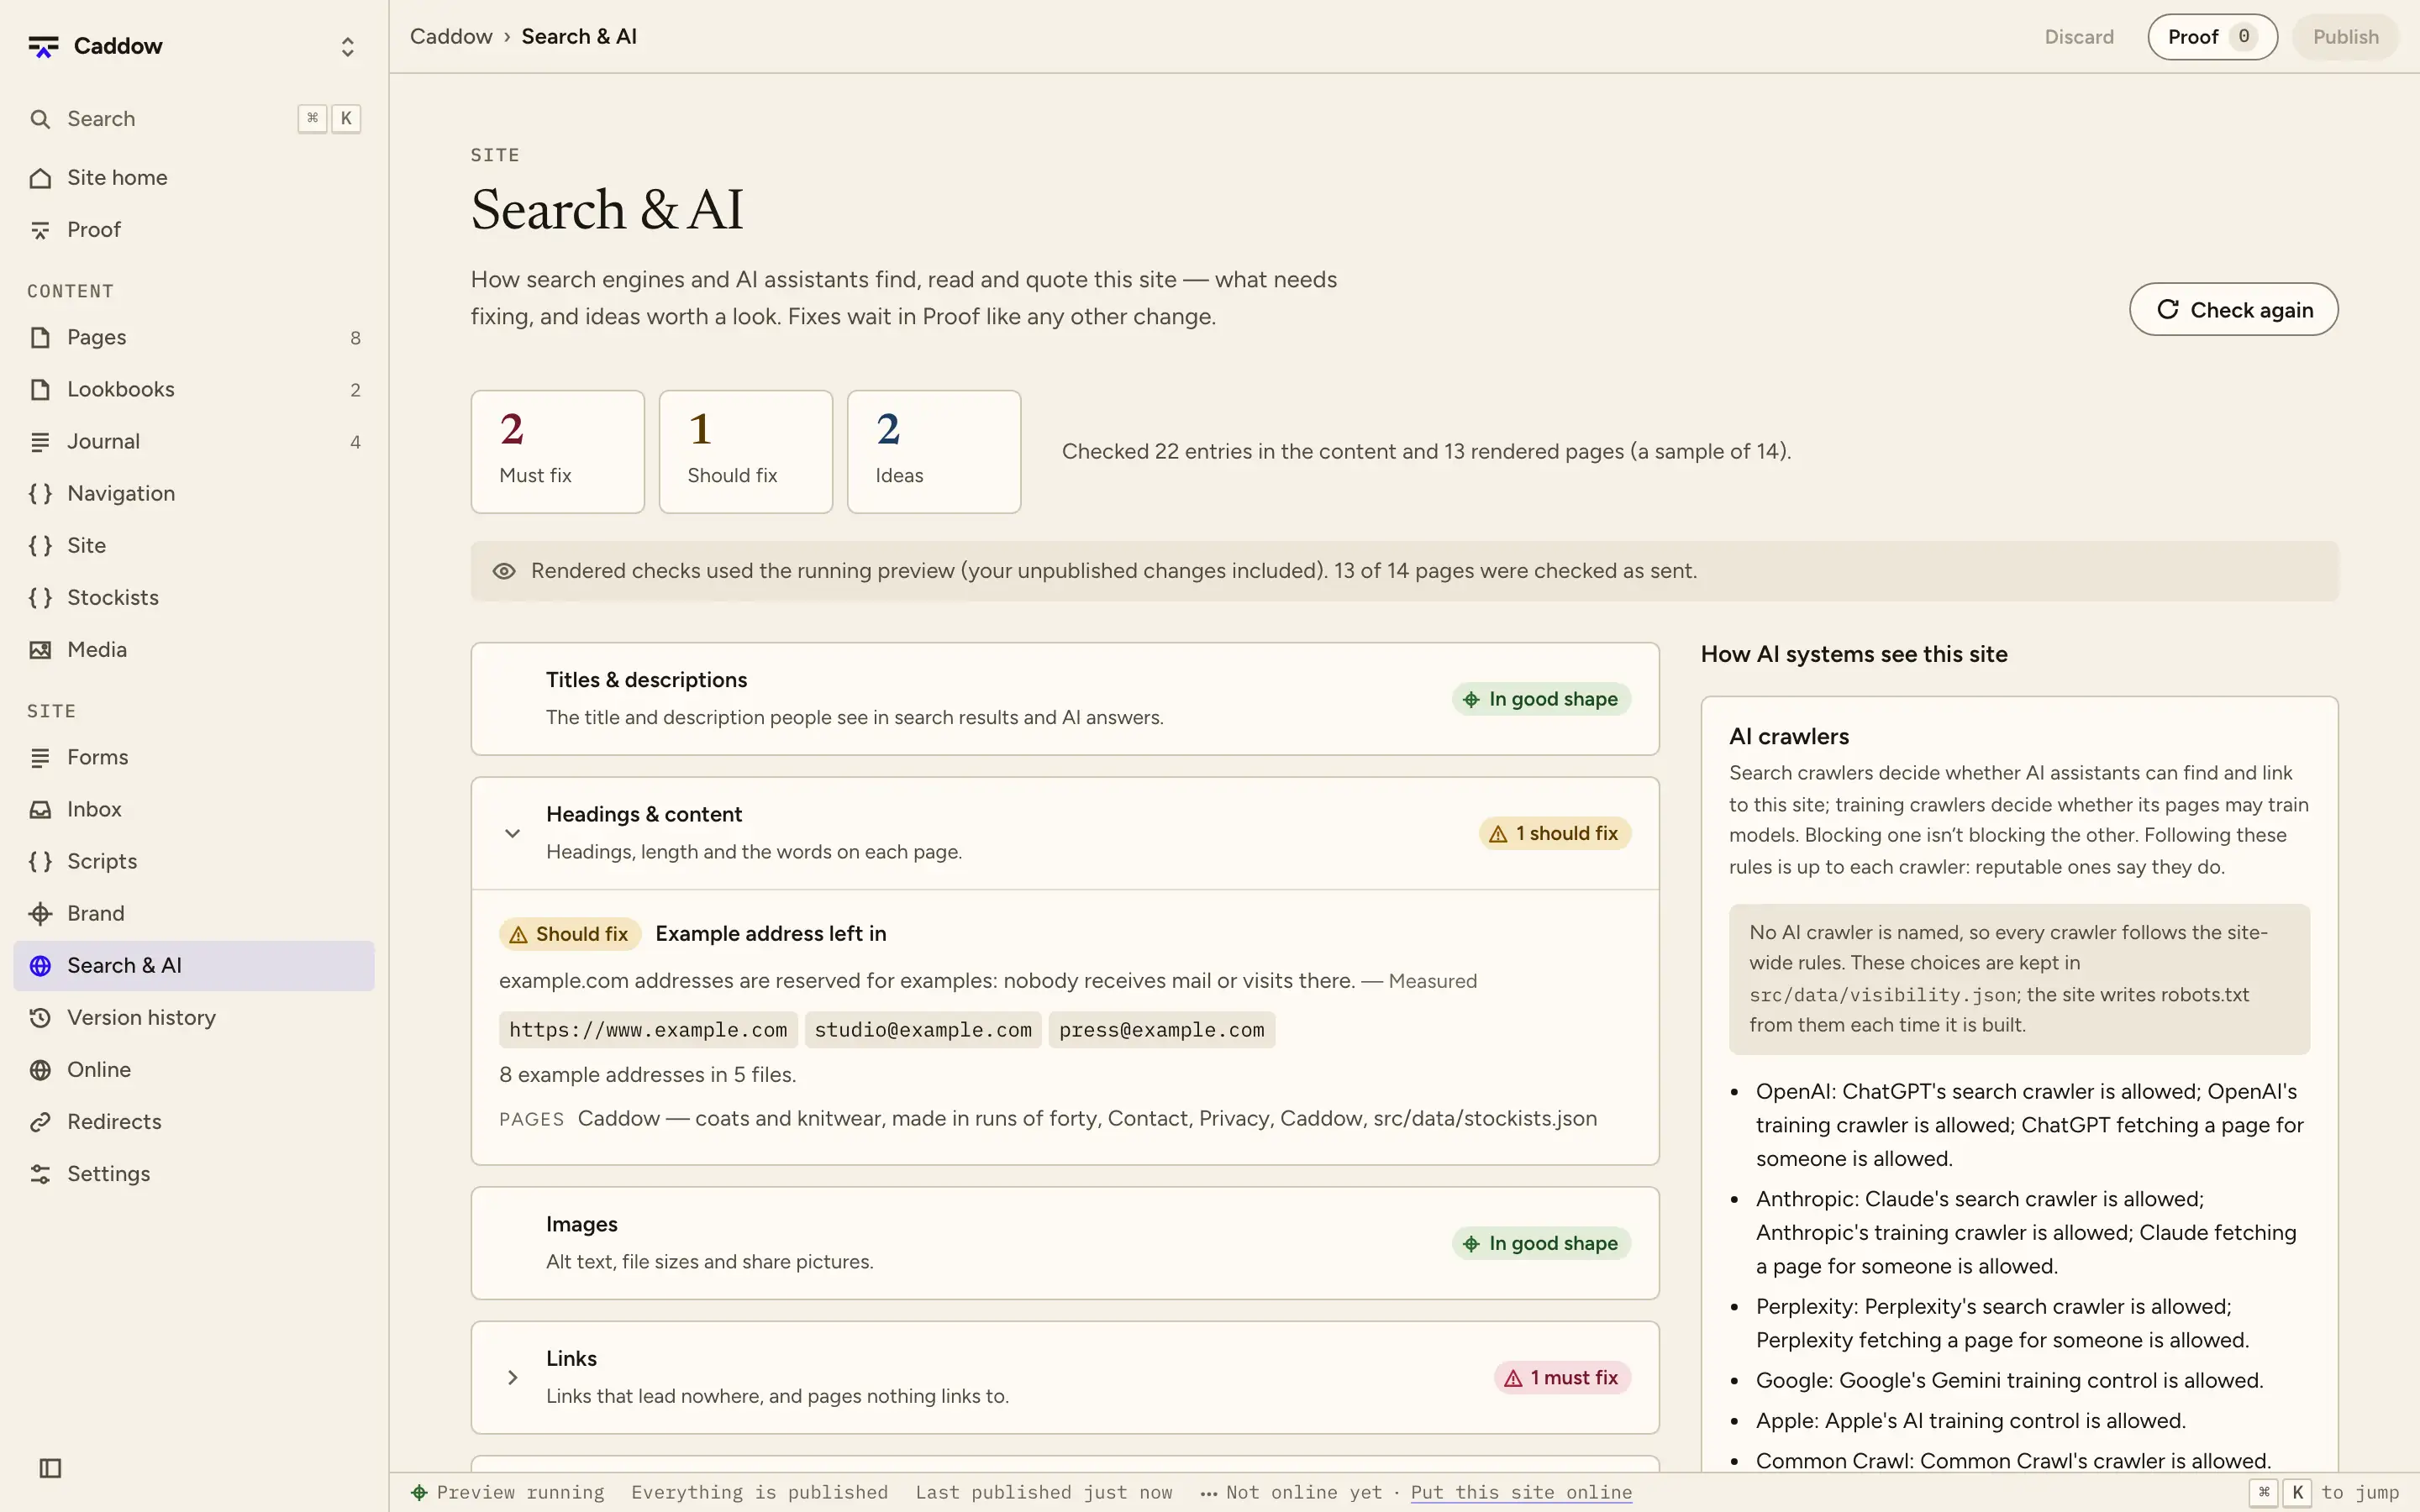 Caddow
Search
⌘ K
Site home
Proof
CONTENT
Pages 8
Lookbooks 2
Journal 4
Navigation
Site
Stockists
Media
SITE
Forms
Inbox
Scripts
Brand
Search & AI
Version history
Online
Redirects
Settings
Caddow › Search & AI
Discard
Proof 0
Publish
SITE
Search & AI
How search engines and AI assistants find, read and quote this site — what needs
fixing, and ideas worth a look. Fixes wait in Proof like any other change.
Check again
2
Must fix
1
Should fix
2
Ideas
Checked 22 entries in the content and 13 rendered pages (a sample of 14).
Rendered checks used the running preview (your unpublished changes included). 13 of 14 pages were checked as sent.
Titles & descriptions
The title and description people see in search results and AI answers.
In good shape
Headings & content
Headings, length and the words on each page.
1 should fix
Should fix Example address left in
example.com addresses are reserved for examples: nobody receives mail or visits there. — Measured
https://www.example.com studio@example.com press@example.com
8 example addresses in 5 files.
PAGES Caddow — coats and knitwear, made in runs of forty, Contact, Privacy, Caddow, src/data/stockists.json
Images
Alt text, file sizes and share pictures.
In good shape
Links
Links that lead nowhere, and pages nothing links to.
1 must fix
How AI systems see this site
AI crawlers
Search crawlers decide whether AI assistants can find and link
to this site; training crawlers decide whether its pages may train
models. Blocking one isn’t blocking the other. Following these
rules is up to each crawler: reputable ones say they do.
No AI crawler is named, so every crawler follows the site-
wide rules. These choices are kept in
src/data/visibility.json; the site writes robots.txt
from them each time it is built.
• OpenAI: ChatGPT's search crawler is allowed; OpenAI's
training crawler is allowed; ChatGPT fetching a page for
someone is allowed.
• Anthropic: Claude's search crawler is allowed;
Anthropic's training crawler is allowed; Claude fetching
a page for someone is allowed.
• Perplexity: Perplexity's search crawler is allowed;
Perplexity fetching a page for someone is allowed.
• Google: Google's Gemini training control is allowed.
• Apple: Apple's AI training control is allowed.
• Common Crawl: Common Crawl's crawler is allowed.
Preview running Everything is published Last published just now ••• Not online yet · Put this site online
⌘ K to jump